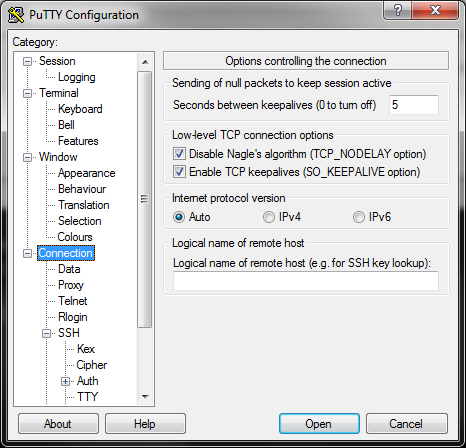 PuTTY Configuration
Category:
Session
Logging
Terminal
Keyboard
Bell
Features
Window
Appearance
Behaviour
Translation
Selection
Colours
Connection
Data
Proxy
Telnet
Rlogin
SSH
Kex
Cipher
Auth
TTY
Options controlling the connection
Sending of null packets to keep session active
Seconds between keepalives (0 to turn off) 5
Low-level TCP connection options
Disable Nagle's algorithm (TCP_NODELAY option)
Enable TCP keepalives (SO_KEEPALIVE option)
Internet protocol version
Auto IPv4 IPv6
Logical name of remote host
Logical name of remote host (e.g. for SSH key lookup):
About Help Open Cancel